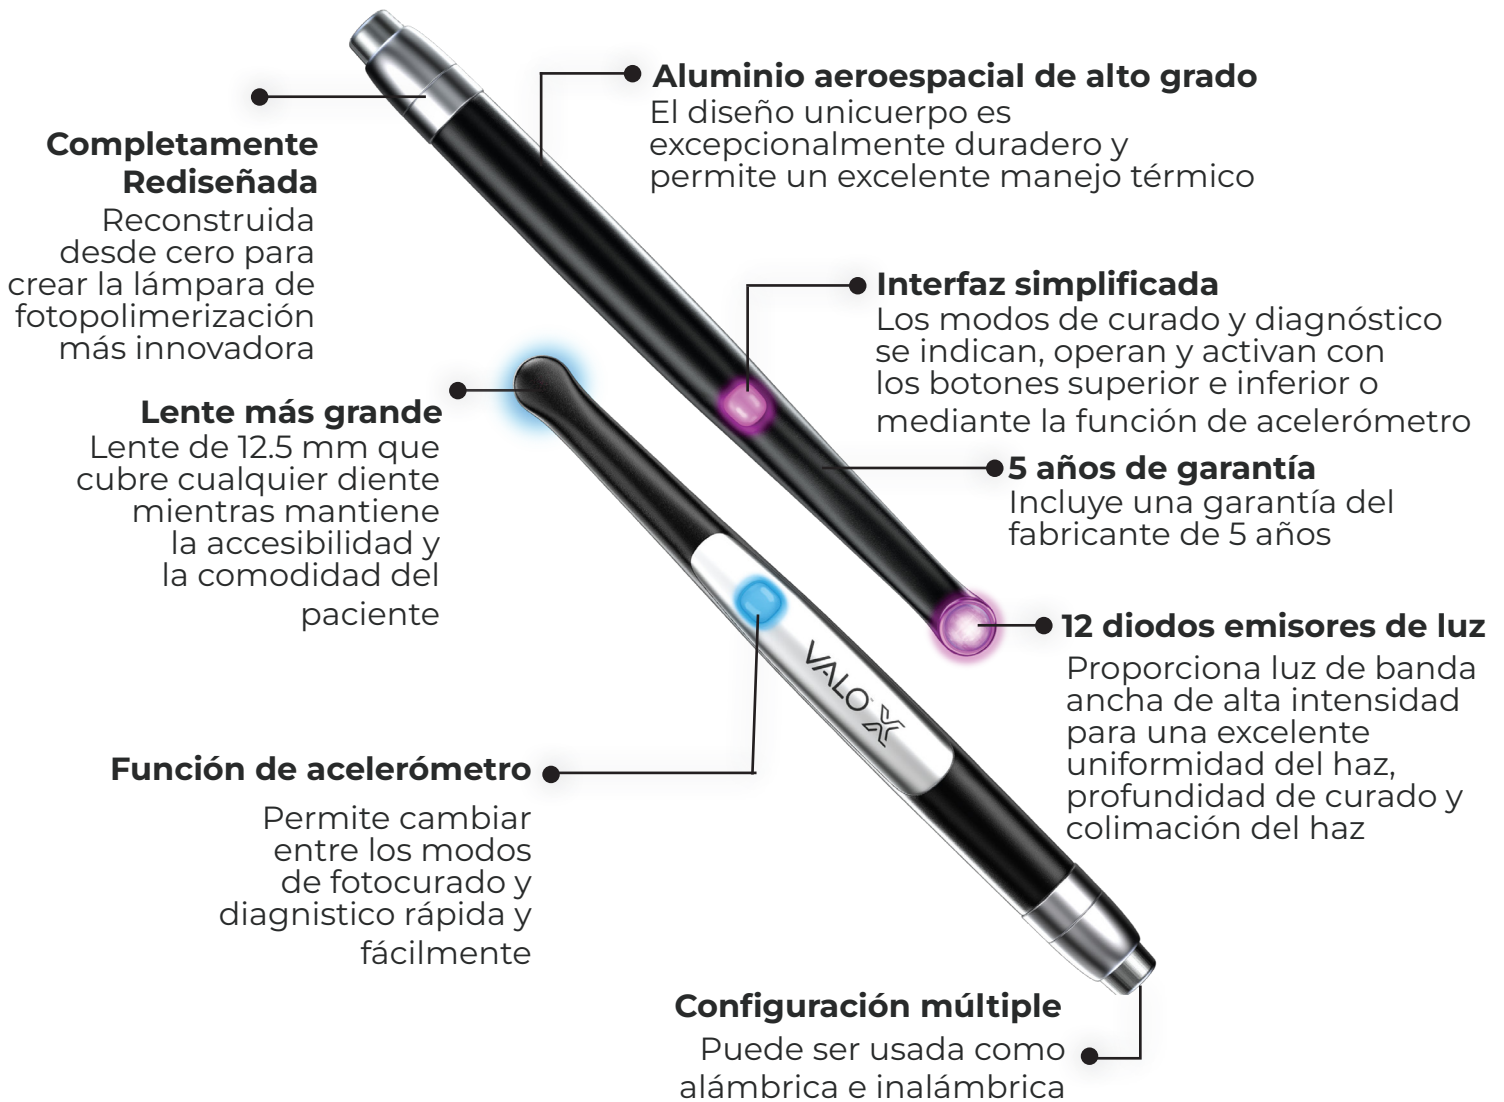 Completamente
Rediseñada
Reconstruida
desde cero para
crear la lámpara de
fotopolimerización
más innovadora
Aluminio aeroespacial de alto grado
El diseño unicuerpo es
excepcionalmente duradero y
permite un excelente manejo térmico
Interfaz simplificada
Los modos de curado y diagnóstico
se indican, operan y activan con
los botones superior e inferior o
mediante la función de acelerómetro
Lente más grande
Lente de 12.5 mm que
cubre cualquier diente
mientras mantiene
la accesibilidad y
la comodidad del
paciente
5 años de garantía
Incluye una garantía del
fabricante de 5 años
12 diodos emisores de luz
Proporciona luz de banda
ancha de alta intensidad
para una excelente
uniformidad del haz,
profundidad de curado y
colimación del haz
VALO X
Función de acelerómetro
Permite cambiar
entre los modos
de fotocurado y
diagnistico rápida y
fácilmente
Configuración múltiple
Puede ser usada como
alámbrica e inalámbrica